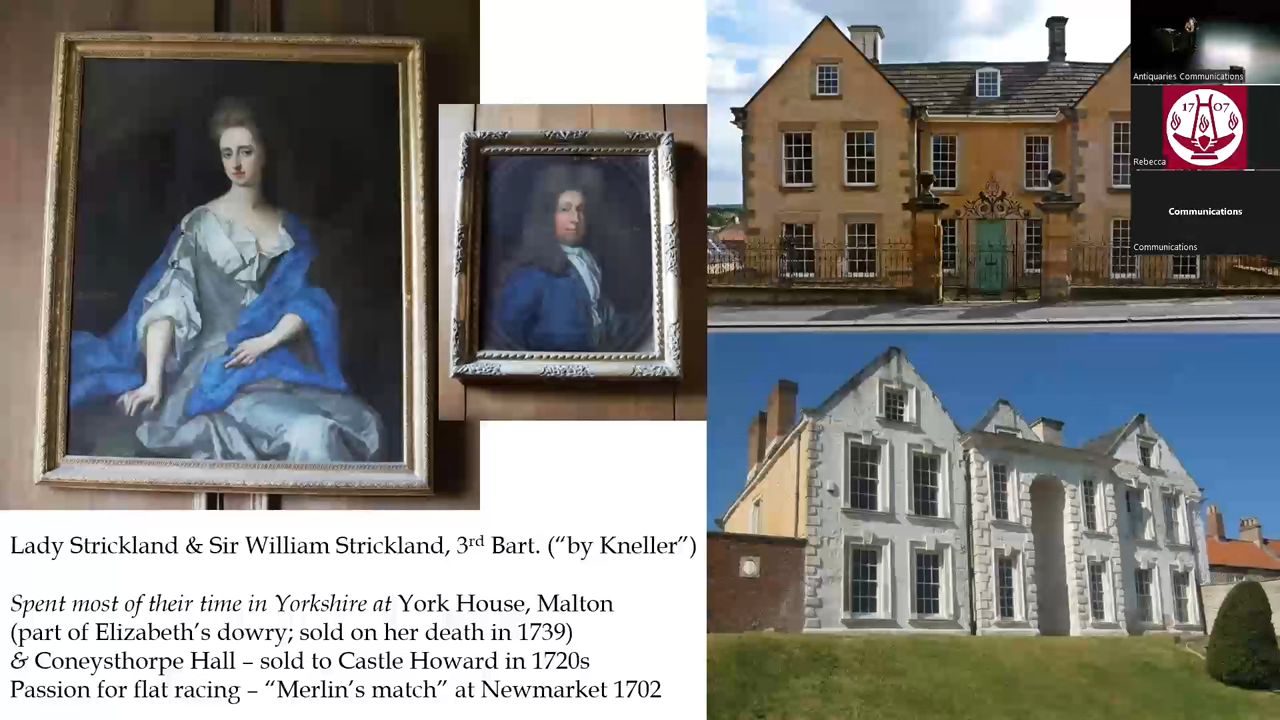 Lady Strickland & Sir William Strickland, 3rd Bart. (“by Kneller”)
Spent most of their time in Yorkshire at York House, Malton
(part of Elizabeth’s dowry; sold on her death in 1739)
& Coneysthorpe Hall – sold to Castle Howard in 1720s
Passion for flat racing – “Merlin’s match” at Newmarket 1702
Antiquaries Communications
17 07
Rebecca
Communications
Communications